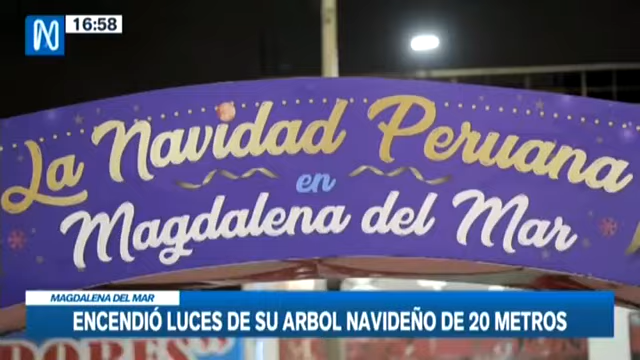 N
16:58
La Navidad Peruana
en
Magdalena del Mar
MAGDALENA DEL MAR
ENCENDIÓ LUCES DE SU ARBOL NAVIDEÑO DE 20 METROS